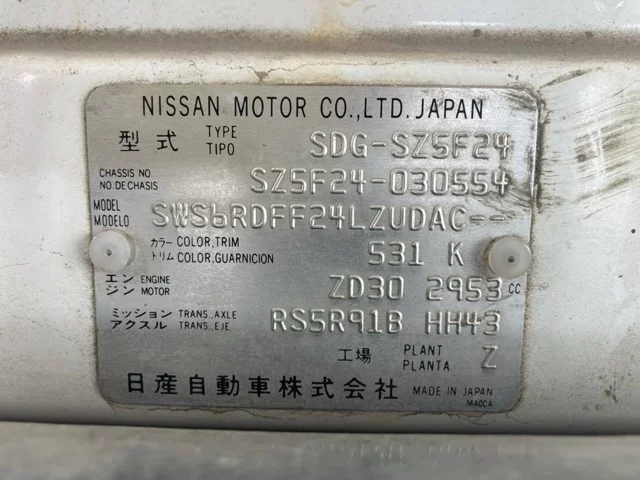 NISSAN MOTOR CO.,LTD. JAPAN
型式 TYPE TIPO SDG-SZ5F24
CHASSIS NO. NO. DE CHASIS SZ5F24-030554
MODEL MODELO SWS6RDFF24LZUDAC--
カラー COLOR,TRIM トリム COLOR,GUARNICION 531 K
エンジン ENGINE MOTOR ZD30 2953 CC
ミッション TRANS.,AXLE アクスル TRANS.,EJE RS5R91B HH43
工場 PLANT PLANTA Z
日産自動車株式会社 MADE IN JAPAN